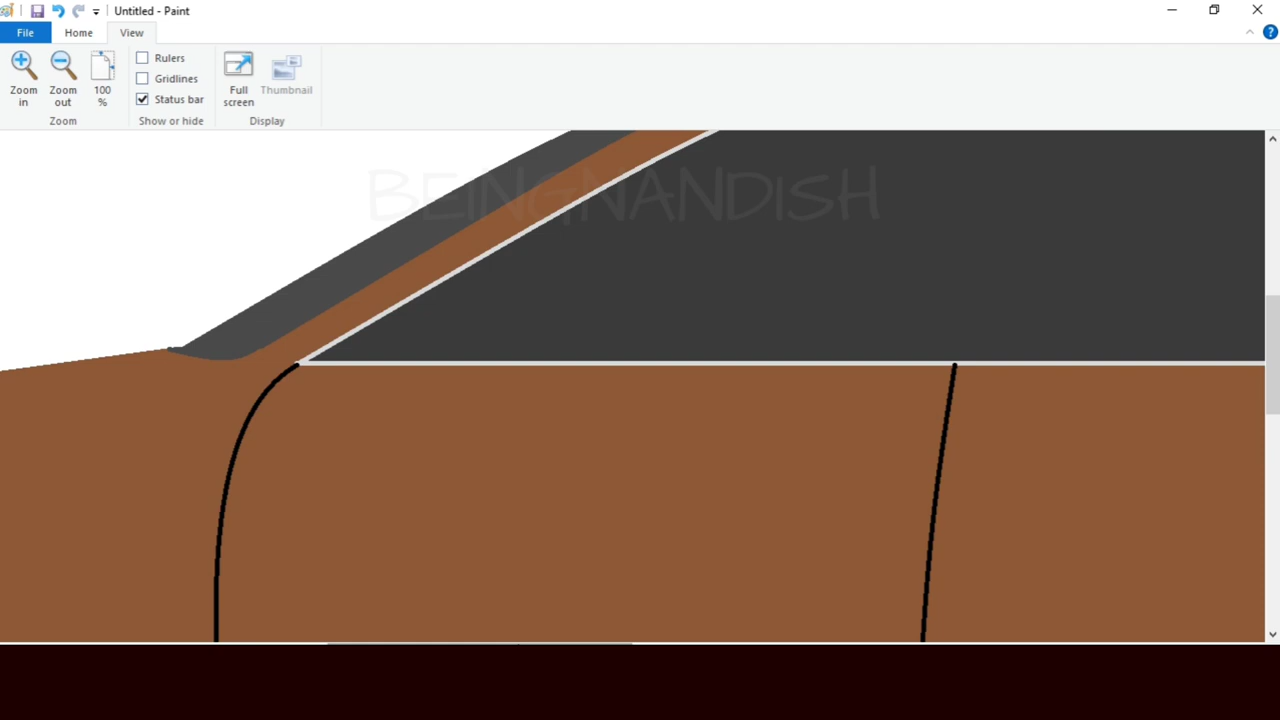 Untitled - Paint
File Home View
Rulers
Gridlines
Status bar
Zoom in
Zoom out
100 %
Full screen
Thumbnail
Zoom
Show or hide
Display
BEINGNANDISH